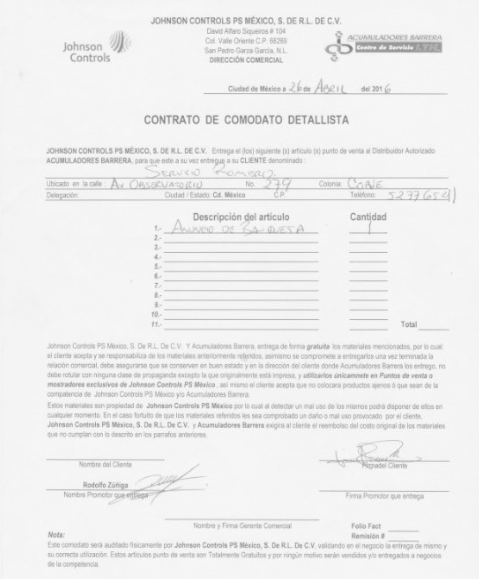 JOHNSON CONTROLS PS MÉXICO, S. DE R.L. DE C.V.
David Alfaro Siqueiros # 104
Col. Valle Oriente C.P. 66269
San Pedro Garza García, N.L.
DIRECCIÓN COMERCIAL
Johnson Controls
ACUMULADORES BARRERA
Centro de Servicio LTH
Ciudad de México a 26 de ABRIL del 2016
CONTRATO DE COMODATO DETALLISTA
JOHNSON CONTROLS PS MÉXICO, S. DE R.L. DE C.V. Entrega el (los) siguiente (s) artículo (s) punto de venta al Distribuidor Autorizado
ACUMULADORES BARRERA, para que este a su vez entregue a su CLIENTE denominado :
SERVICIO ROMERO
Ubicado en la calle: AV OBSERVATORIO No. 279 Colonia: COVE
Delegación: Ciudad / Estado: Cd. México C.P. Teléfono:
Descripción del artículo Cantidad
1.- ANUNCIO DE BANQUETA 1
2.-
3.-
4.-
5.-
6.-
7.-
8.-
9.-
10.-
11.- Total
Johnson Controls PS México, S. De R.L. De C.V. Y Acumuladores Barrera, entrega de forma gratuita los materiales mencionados, por lo cual
el cliente acepta y se responsabiliza de los materiales anteriormente referidos, asimismo se compromete a entregarlos una vez terminada la
relación comercial, debe asegurarse que se conserven en buen estado y en la dirección del cliente donde Acumuladores Barrera los entrego, no
debe rotular con ninguna clase de propaganda excepto la que originalmente está impresa, y utilizarlos únicamente en Puntos de venta o
mostradores exclusivos de Johnson Controls PS México , así mismo el cliente acepta que no colocara productos ajenos ó que sean de la
competencia de Johnson Controls PS México y/o Acumuladores Barrera.
Estos materiales son propiedad de Johnson Controls PS México por lo cual al detectar un mal uso de los mismos podrá disponer de ellos en
cualquier momento. En el caso fortuito de que los materiales referidos les sea comprobado un daño o mal uso provocado por el cliente,
Johnson Controls PS México, S. De R.L. De C.V. y Acumuladores Barrera exigirá al cliente el reembolso del costo original de los materiales
que no cumplan con lo descrito en los párrafos anteriores.
Nombre del Cliente Firma del Cliente
Rodolfo Zúñiga
Nombre Promotor que entrega Firma Promotor que entrega
Nombre y Firma Gerente Comercial Folio Fact
Remisión #
Nota:
Este comodato será auditado físicamente por Johnson Controls PS México, S. De R.L. De C.V. validando en el negocio la entrega de mismo y
su correcta utilización. Estos artículos punto de venta son Totalmente Gratuitos y por ningún motivo serán vendidos y/o entregados a negocios
de la competencia.